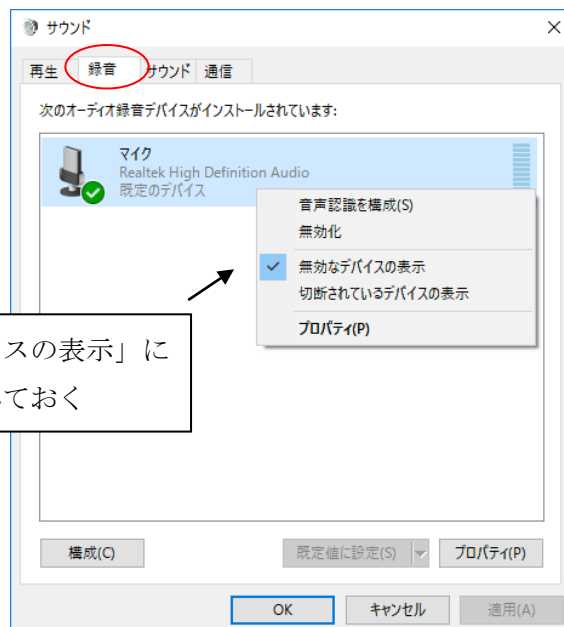 サウンド
再生 録音 サウンド 通信
次のオーディオ録音デバイスがインストールされています:
マイク
Realtek High Definition Audio
既定のデバイス
音声認識を構成(S)
無効化
無効なデバイスの表示
切断されているデバイスの表示
プロパティ(P)
スの表示」に
ておく
構成(C) 既定値に設定(S) プロパティ(P)
OK キャンセル 適用(A)